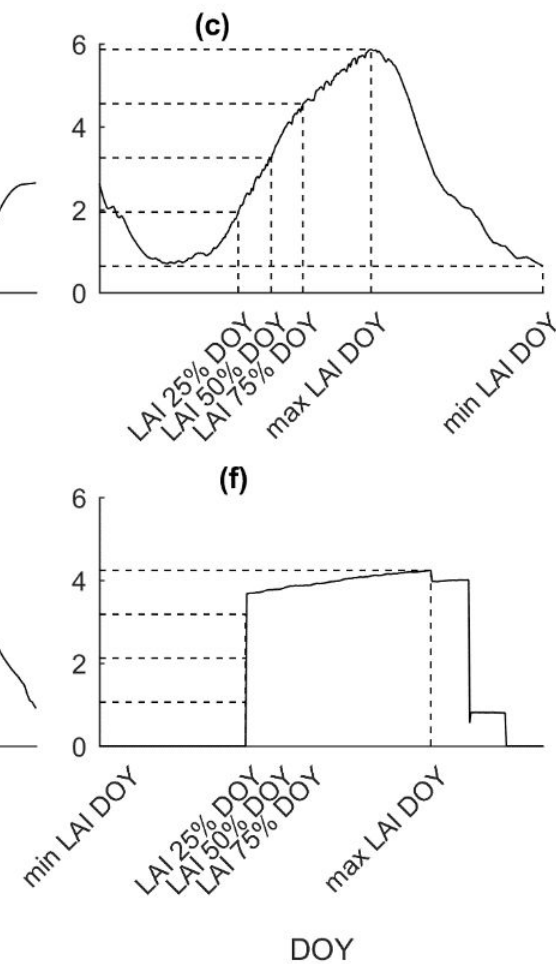 (c)
6
4
2
0
LAI 25% DOY
LAI 50% DOY
LAI 75% DOY
max LAI DOY
min LAI DOY
(f)
6
4
2
0
min LAI DOY
LAI 25% DOY
LAI 50% DOY
LAI 75% DOY
max LAI DOY
DOY